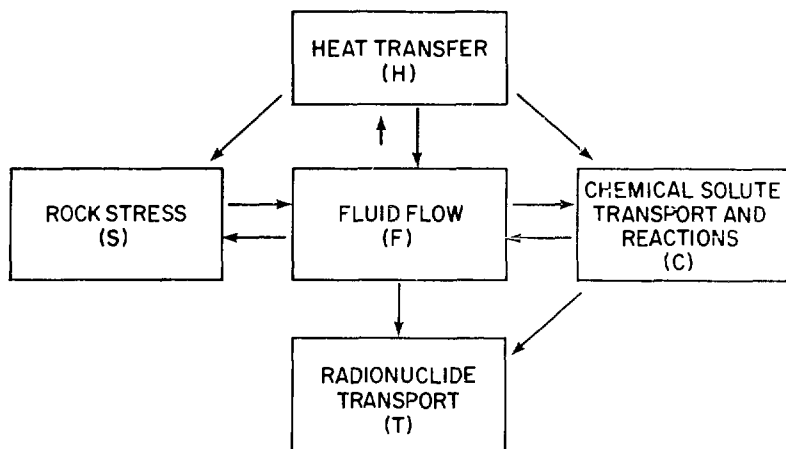 HEAT TRANSFER
(H)
ROCK STRESS
(S)
FLUID FLOW
(F)
CHEMICAL SOLUTE
TRANSPORT AND
REACTIONS
(C)
RADIONUCLIDE
TRANSPORT
(T)